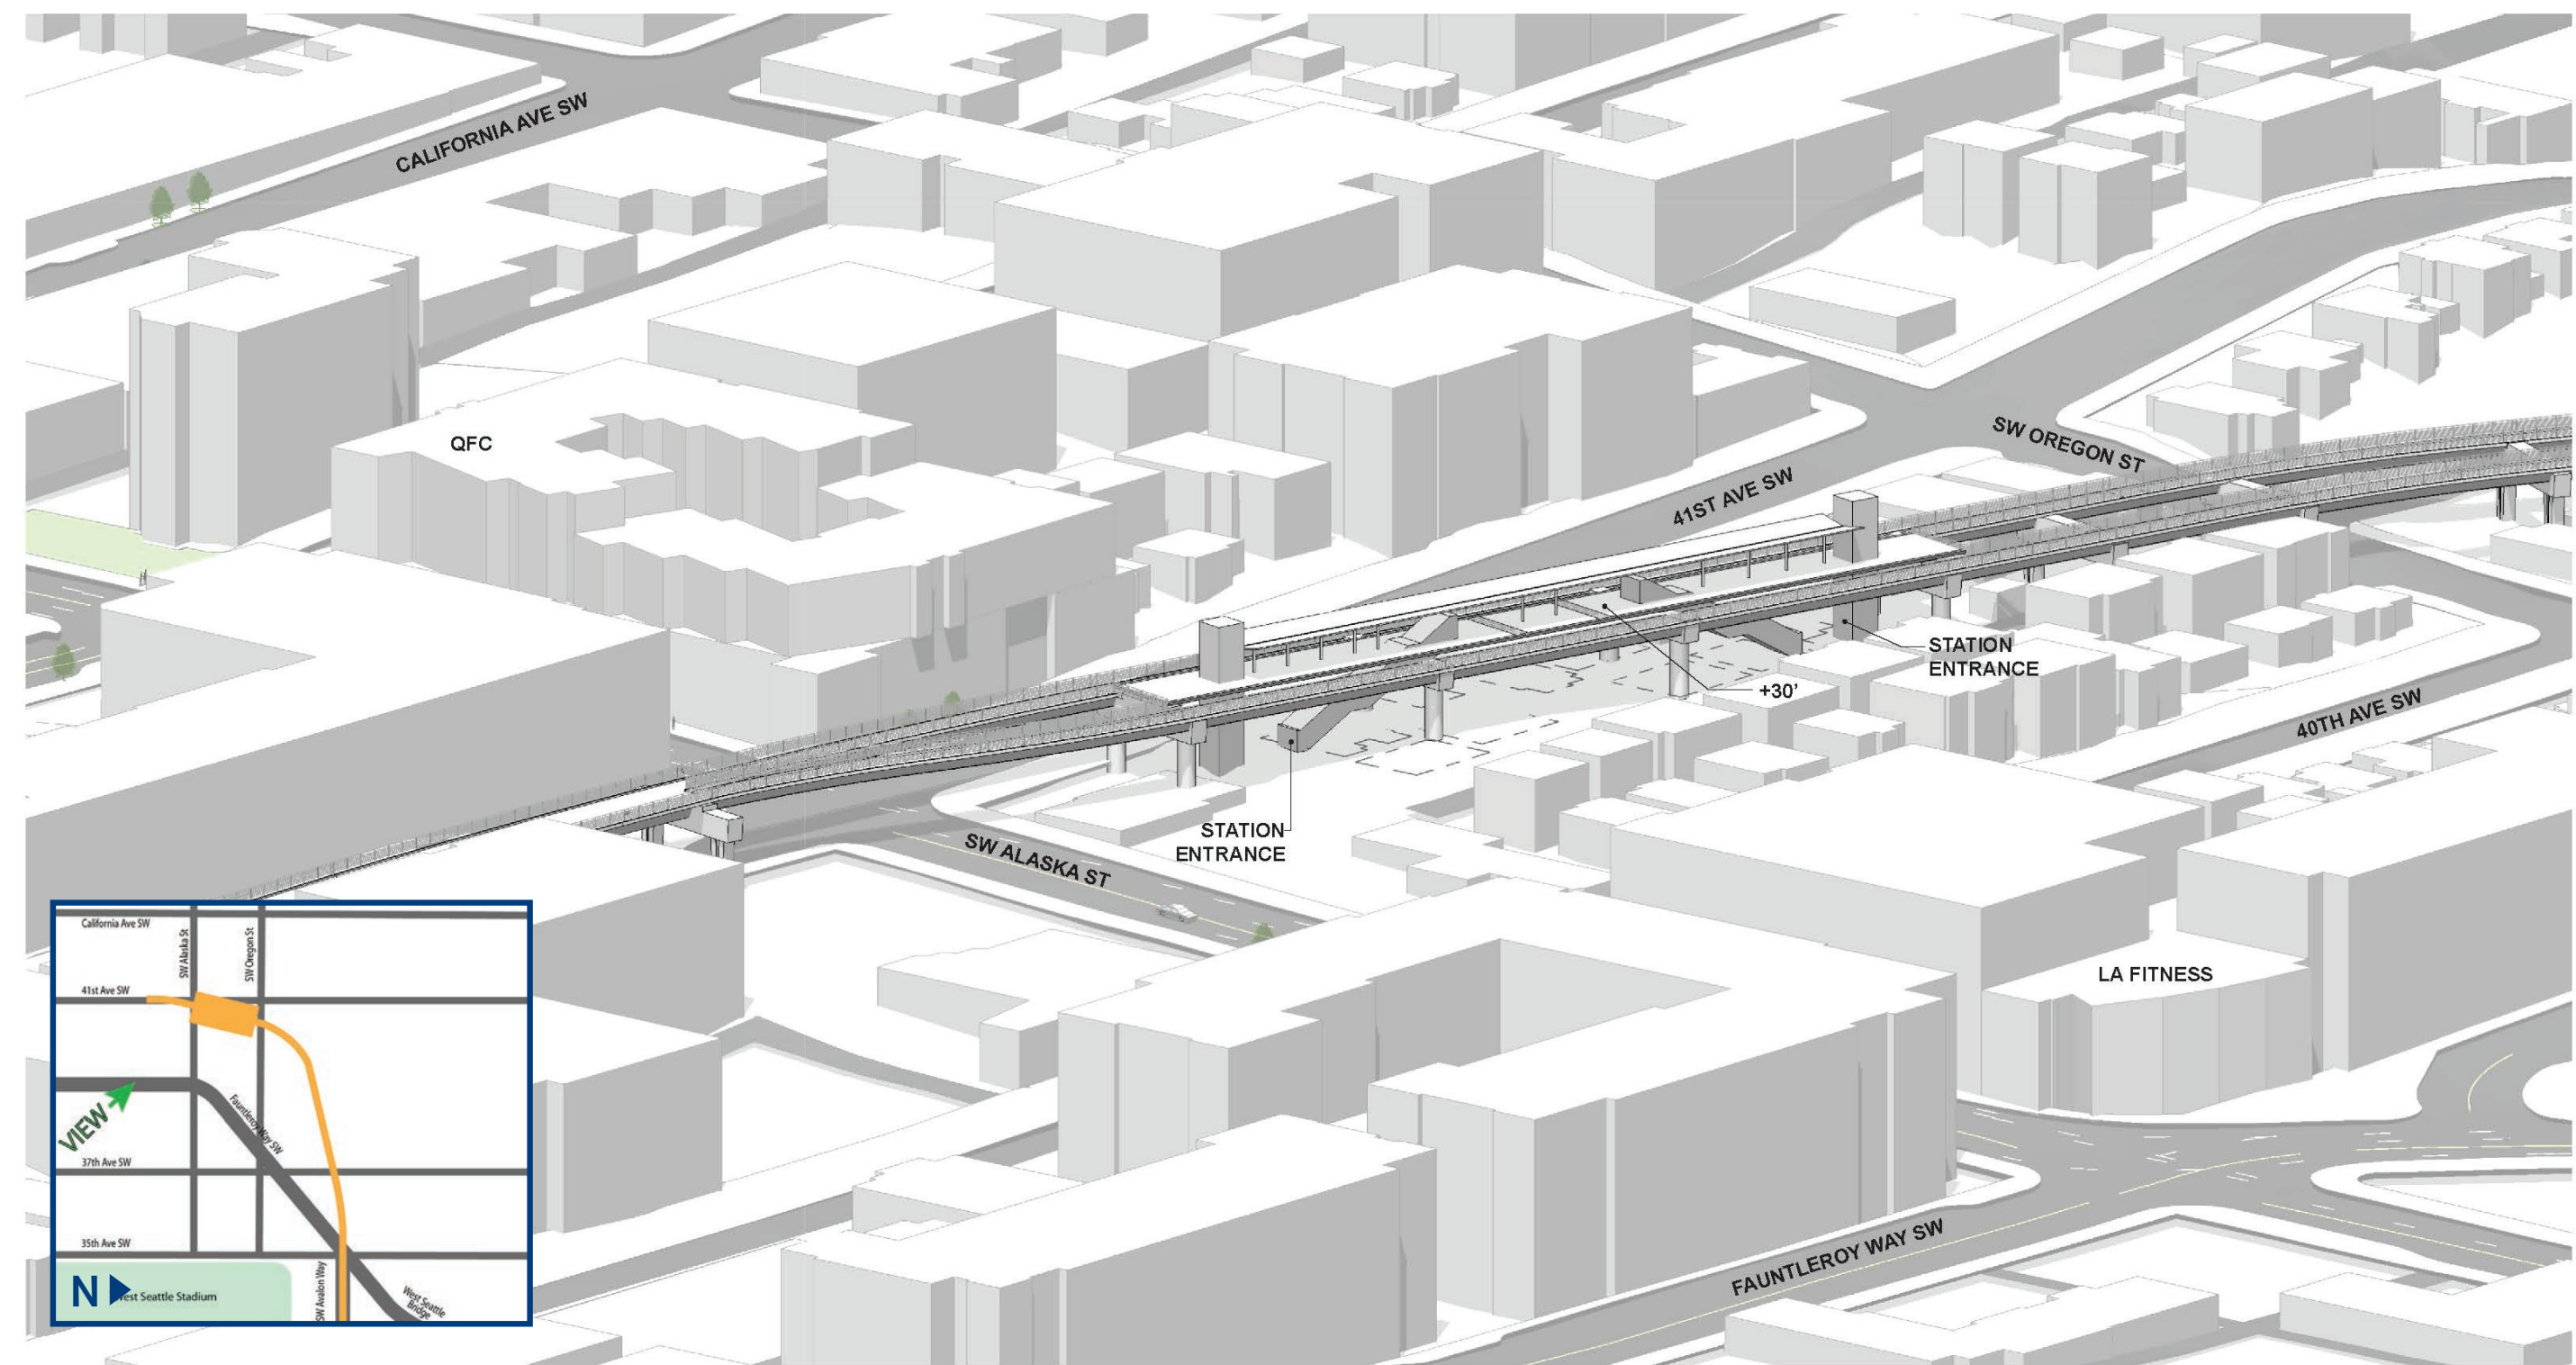 CALIFORNIA AVE SW
QFC
SW OREGON ST
41ST AVE SW
STATION
ENTRANCE
+30’
40TH AVE SW
STATION
ENTRANCE
SW ALASKA ST
LA FITNESS
FAUNTLEROY WAY SW
California Ave SW
SW Alaska St
SW Oregon St
41st Ave SW
VIEW
Fauntleroy Way SW
37th Ave SW
35th Ave SW
N
est Seattle Stadium
SW Avalon Way
West Seattle
Bridge